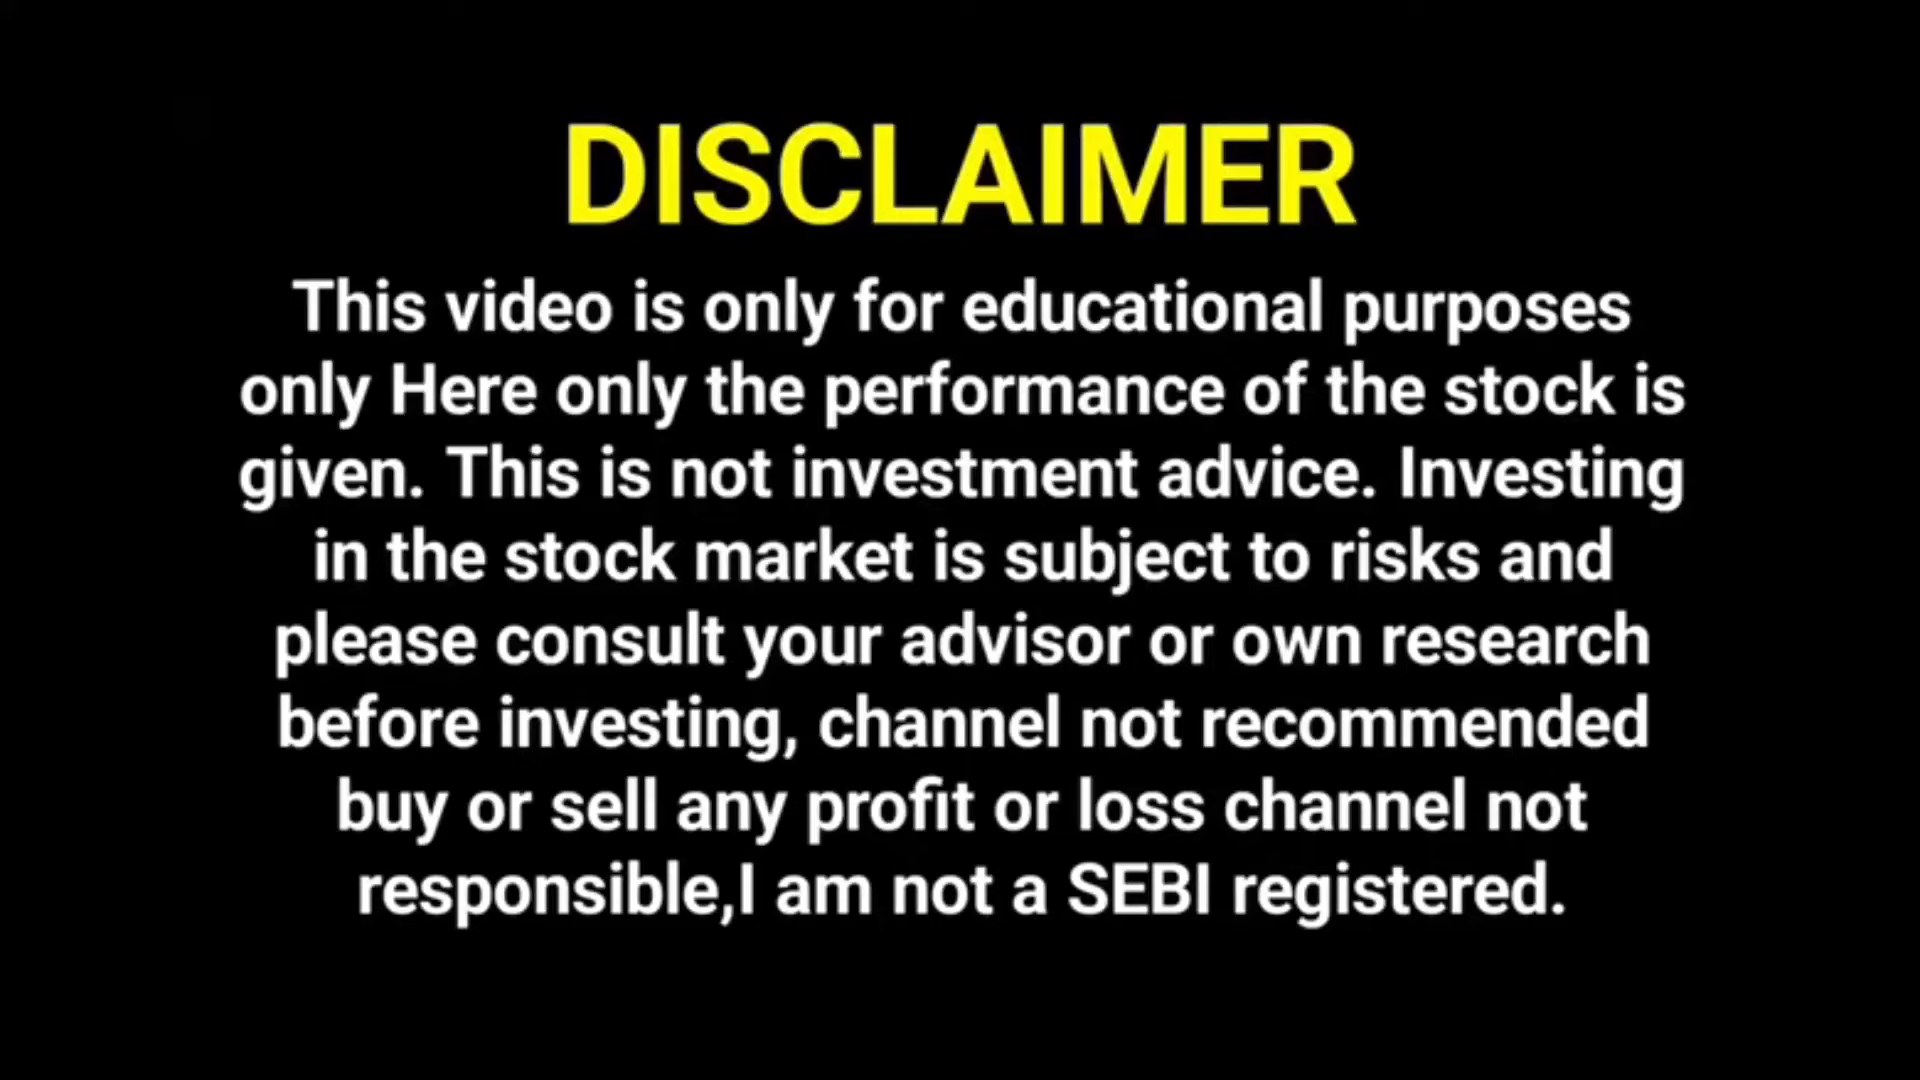 DISCLAIMER
This video is only for educational purposes
only Here only the performance of the stock is
given. This is not investment advice. Investing
in the stock market is subject to risks and
please consult your advisor or own research
before investing, channel not recommended
buy or sell any profit or loss channel not
responsible,I am not a SEBI registered.